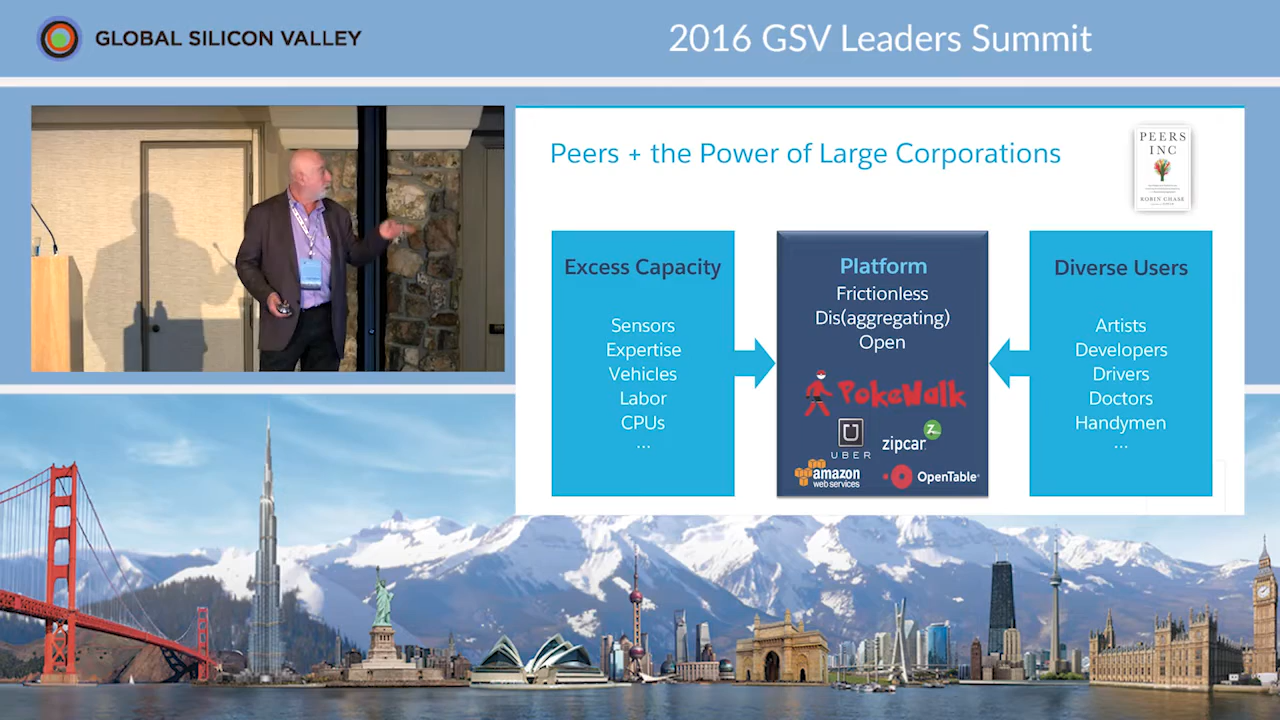 GLOBAL SILICON VALLEY
2016 GSV Leaders Summit
Peers + the Power of Large Corporations
PEERS
INC
ROBIN CHASE
Excess Capacity
Sensors
Expertise
Vehicles
Labor
CPUs
...
Platform
Frictionless
Dis(aggregating)
Open
PokeWalk
UBER
zipcar
Z
amazon
web services
OpenTable
Diverse Users
Artists
Developers
Drivers
Doctors
Handymen
...